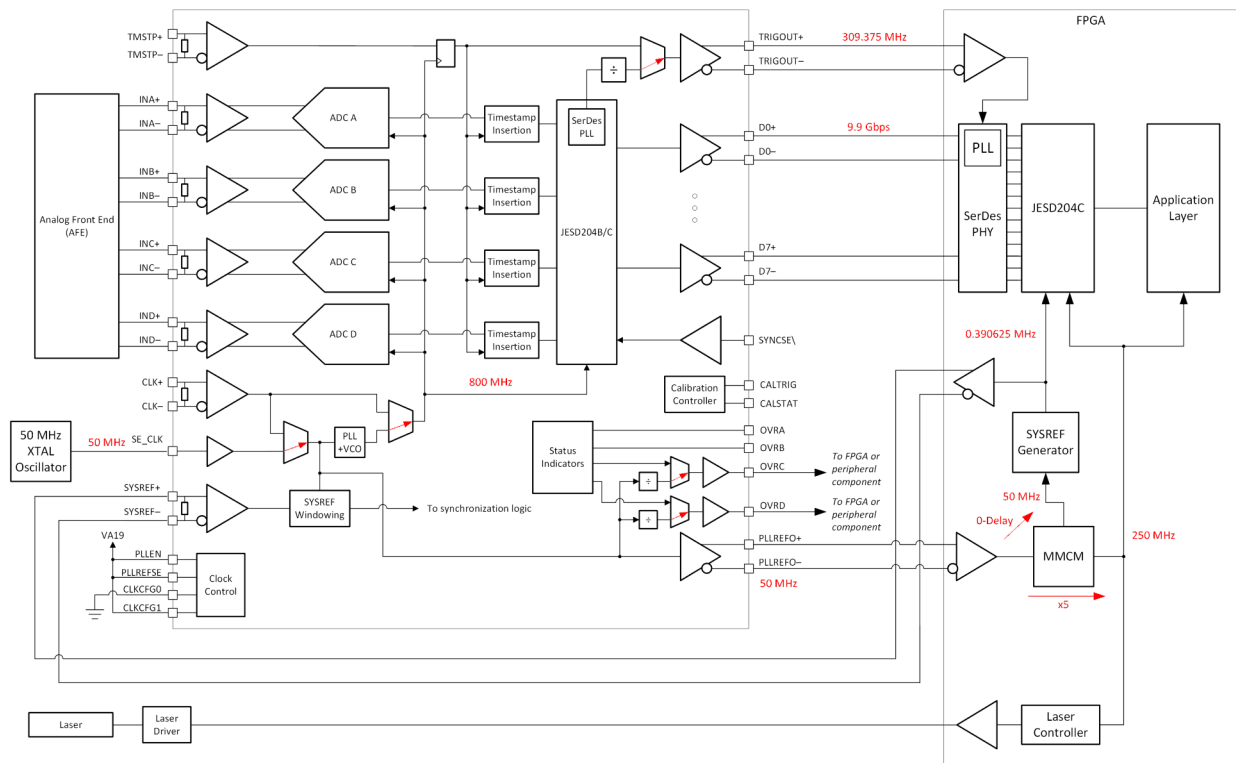 FPGA
TMSTP+
TMSTP–
TRIGOUT+
309.375 MHz
TRIGOUT–
÷
INA+
INA–
ADC A
Timestamp
Insertion
SerDes
PLL
D0+
9.9 Gbps
D0–
PLL
INB+
INB–
ADC B
Timestamp
Insertion
Analog Front End
(AFE)
JESD204B/C
SerDes
PHY
JESD204C
Application
Layer
INC+
INC–
ADC C
Timestamp
Insertion
D7+
D7–
IND+
IND–
ADC D
Timestamp
Insertion
SYNCSE\
0.390625 MHz
CLK+
CLK–
800 MHz
Calibration
Controller
CALTRIG
CALSTAT
50 MHz
XTAL
Oscillator
50 MHz
SE_CLK
PLL
+VCO
Status
Indicators
OVRA
OVRB
OVRC
OVRD
÷
÷
To FPGA or
peripheral
component
To FPGA or
peripheral
component
SYSREF
Generator
SYSREF+
SYSREF–
SYSREF
Windowing
To synchronization logic
50 MHz
0-Delay
VA19
PLLEN
PLLREFSE
CLKCFG0
CLKCFG1
Clock
Control
PLLREFO+
PLLREFO–
50 MHz
MMCM
x5
250 MHz
Laser
Laser
Driver
Laser
Controller